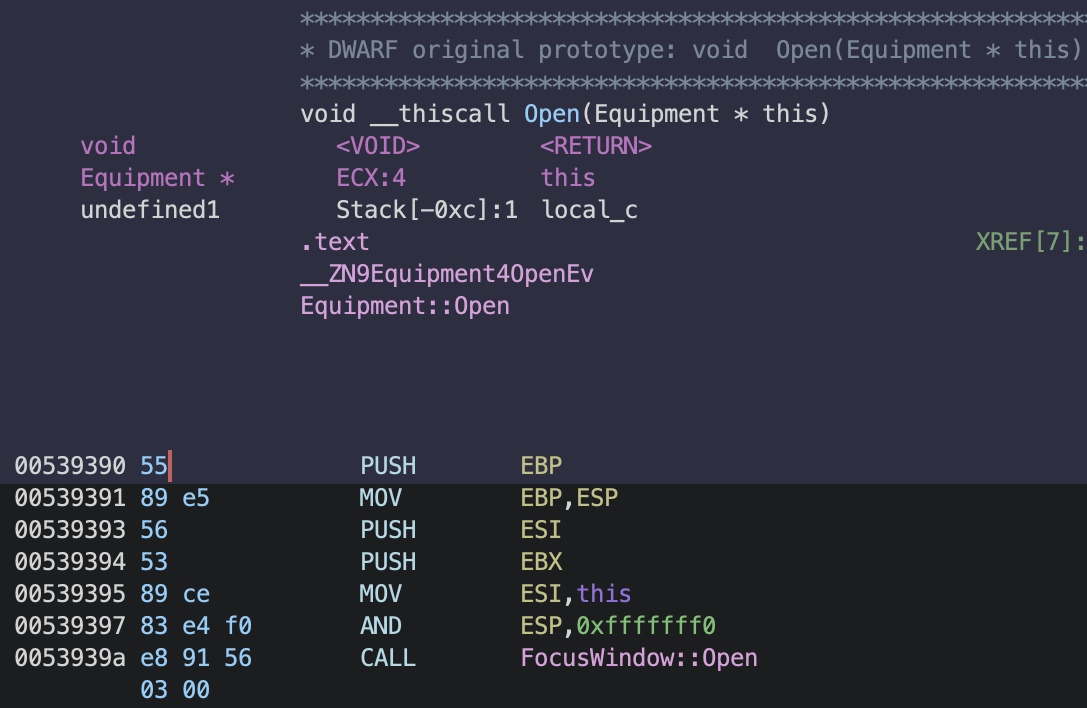 ******************************************************
* DWARF original prototype: void  Open(Equipment * this)
******************************************************
void __thiscall Open(Equipment * this)
void <VOID> <RETURN>
Equipment * ECX:4 this
undefined1 Stack[-0xc]:1 local_c
.text XREF[7]:
__ZN9Equipment4OpenEv
Equipment::Open
00539390 55 PUSH EBP
00539391 89 e5 MOV EBP,ESP
00539393 56 PUSH ESI
00539394 53 PUSH EBX
00539395 89 ce MOV ESI,this
00539397 83 e4 f0 AND ESP,0xfffffff0
0053939a e8 91 56 CALL FocusWindow::Open
03 00